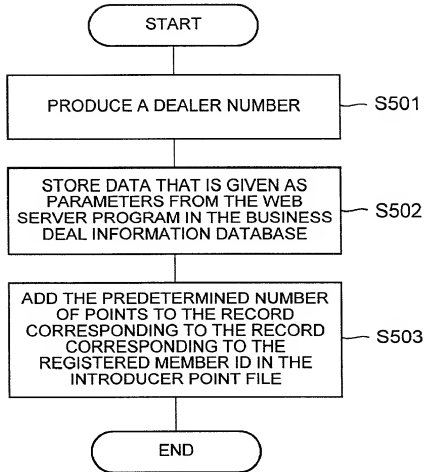 START
PRODUCE A DEALER NUMBER
S501
STORE DATA THAT IS GIVEN AS
PARAMETERS FROM THE WEB
SERVER PROGRAM IN THE BUSINESS
DEAL INFORMATION DATABASE
S502
ADD THE PREDETERMINED NUMBER
OF POINTS TO THE RECORD
CORRESPONDING TO THE RECORD
CORRESPONDING TO THE
REGISTERED MEMBER ID IN THE
INTRODUCER POINT FILE
S503
END